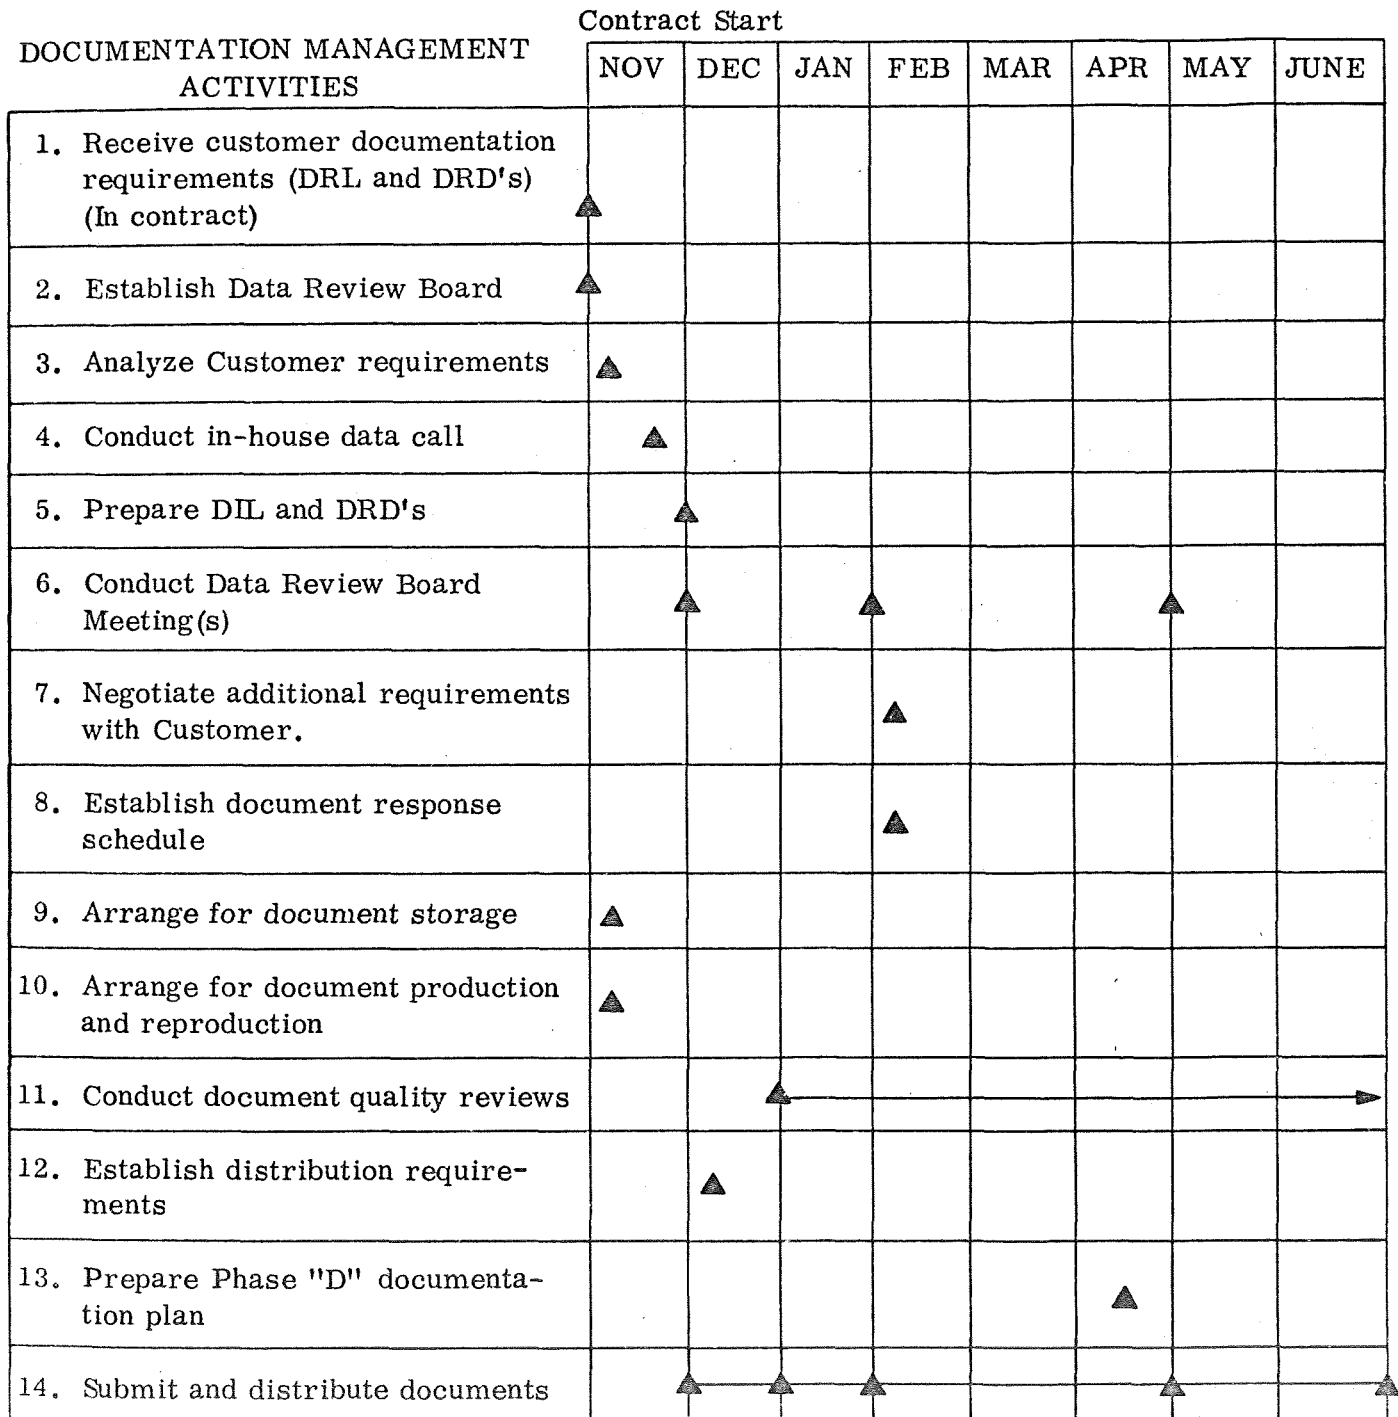 Contract Start
DOCUMENTATION MANAGEMENT
ACTIVITIES
NOV DEC JAN FEB MAR APR MAY JUNE
1. Receive customer documentation
requirements (DRL and DRD's)
(In contract)
2. Establish Data Review Board
3. Analyze Customer requirements
4. Conduct in-house data call
5. Prepare DIL and DRD's
6. Conduct Data Review Board
Meeting(s)
7. Negotiate additional requirements
with Customer.
8. Establish document response
schedule
9. Arrange for document storage
10. Arrange for document production
and reproduction
11. Conduct document quality reviews
12. Establish distribution require-
ments
13. Prepare Phase "D" documenta-
tion plan
14. Submit and distribute documents